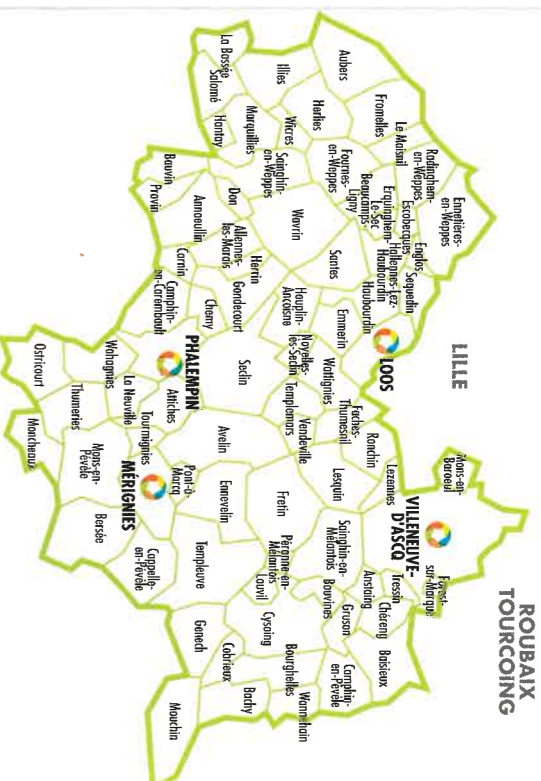 ROUBAIX
TOURCOING
LILLE
Mons-en-
Baroeul
VILLENEUVE-
D'ASCQ
Forest-
sur-Marque
Tressin
Chéreng
Anstaing
Gruson
Baisieux
Camphin-
en-Pévèle
Sainghin-en-
Mélantois
Bouvines
Péronne-en-
Mélantois
Louvil
Cysoing
Bourghelles
Wannehain
Bachy
Cobrieux
Genech
Mouchin
Templeuve
Cappelle-
en-Pévèle
Lezennes
Ronchin
Faches-
Thumesnil
Lesquin
Vendeville
Templemars
Fretin
Ennevelin
Avelin
Pont-à-
Marcq
MÉRIGNIES
Tourmignies
Attiches
La Neuville
PHALEMPIN
Wahagnies
Ostricourt
Thumeries
Moncheaux
Mons-en-
Pévèle
Bersée
LOOS
Wattignies
Noyelles-
les-Seclin
Seclin
Houplin-
Ancoisne
Emmerin
Haubourdin
Sequedin
Englos
Hallennes-Lez-
Haubourdin
Ennetières-
en-Weppes
Escobecques
Erquinghem-
Le-Sec
Radinghem-
en-Weppes
Beaucamps-
Ligny
Le Maisnil
Fromelles
Aubers
Fournes-
en-Weppes
Herlies
Illies
Wicres
Santes
Wavrin
Sainghin-
en-Weppes
Marquillies
La Bassée
Salomé
Hantay
Don
Allennes-
les-Marais
Herrin
Gondecourt
Chemy
Annoeullin
Bauvin
Provin
Carnin
Camphin-
en-Carembault